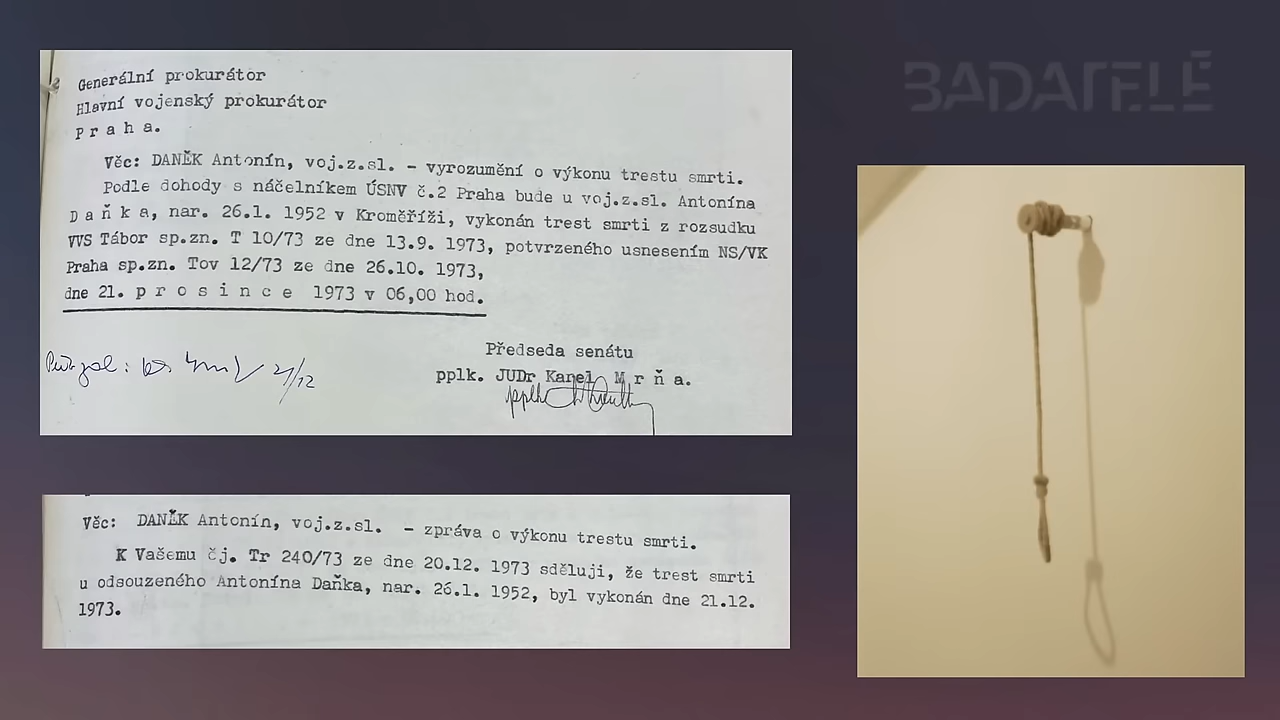 Generální prokurátor
Hlavní vojenský prokurátor
P r a h a.
Věc: DANĚK Antonín, voj.z.sl. - vyrozumění o výkonu trestu smrti.
Podle dohody s náčelníkem ÚSNV č.2 Praha bude u voj.z.sl. Antonína
D a ň k a, nar. 26.1. 1952 v Kroměříži, vykonán trest smrti z rozsudku
VVS Tábor sp.zn. T 10/73 ze dne 13.9. 1973, potvrzeného usnesením NS/VK
Praha sp.zn. Tov 12/73 ze dne 26.10. 1973,
dne 21. p r o s i n c e 1973 v 06,00 hod.
21/12
Předseda senátu
pplk. JUDr Karel M r ň a.
Věc: DANĚK Antonín, voj.z.sl. - zpráva o výkonu trestu smrti.
K Vašemu čj. Tr 240/73 ze dne 20.12. 1973 sděluji, že trest smrti
u odsouzeného Antonína Daňka, nar. 26.1. 1952, byl vykonán dne 21.12.
1973.
BADATELÉ